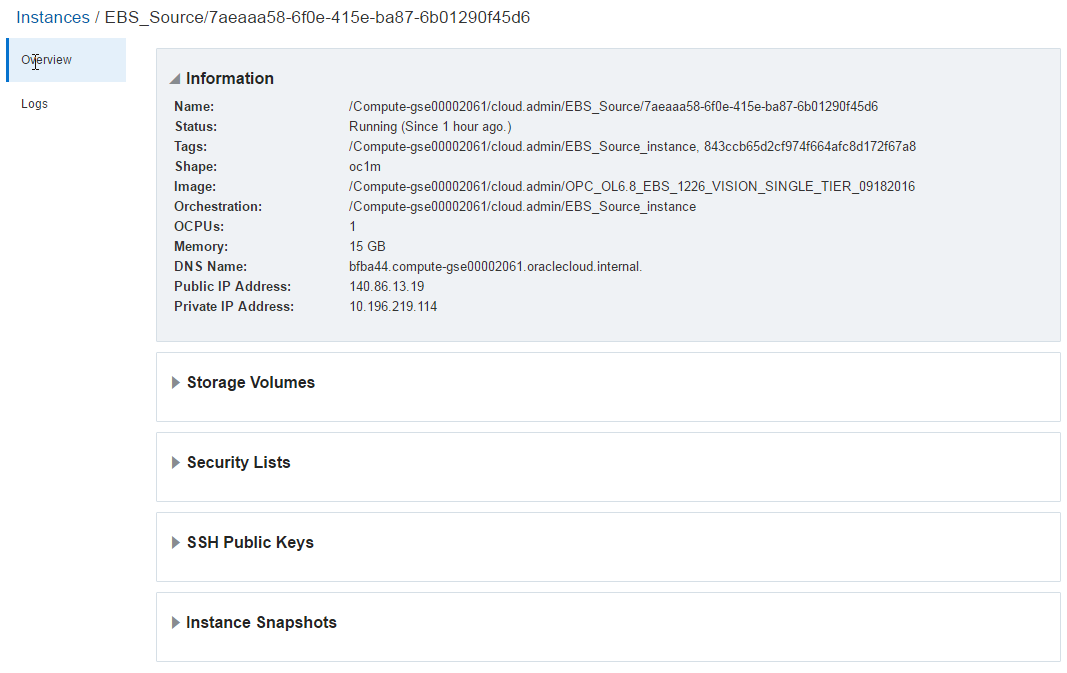 Instances / EBS_Source/7aeaaa58-6f0e-415e-ba87-6b01290f45d6
Overview
Logs
Information
Name: /Compute-gse00002061/cloud.admin/EBS_Source/7aeaaa58-6f0e-415e-ba87-6b01290f45d6
Status: Running (Since 1 hour ago.)
Tags: /Compute-gse00002061/cloud.admin/EBS_Source_instance, 843ccb65d2cf974f664afc8d172f67a8
Shape: oc1m
Image: /Compute-gse00002061/cloud.admin/OPC_OL6.8_EBS_1226_VISION_SINGLE_TIER_09182016
Orchestration: /Compute-gse00002061/cloud.admin/EBS_Source_instance
OCPUs: 1
Memory: 15 GB
DNS Name: bfba44.compute-gse00002061.oraclecloud.internal.
Public IP Address: 140.86.13.19
Private IP Address: 10.196.219.114
Storage Volumes
Security Lists
SSH Public Keys
Instance Snapshots